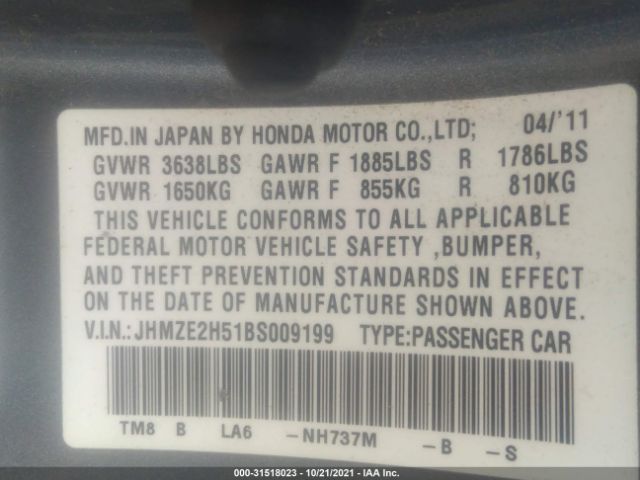 MFD.IN JAPAN BY HONDA MOTOR CO.,LTD; 04/'11
GVWR 3638LBS GAWR F 1885LBS R 1786LBS
GVWR 1650KG GAWR F 855KG R 810KG
THIS VEHICLE CONFORMS TO ALL APPLICABLE
FEDERAL MOTOR VEHICLE SAFETY ,BUMPER,
AND THEFT PREVENTION STANDARDS IN EFFECT
ON THE DATE OF MANUFACTURE SHOWN ABOVE.
V.I.N.: JHMZE2H51BS009199 TYPE:PASSENGER CAR
TM8 B LA6 -NH737M -B -S
000-31518023 - 10/21/2021 - IAA Inc.